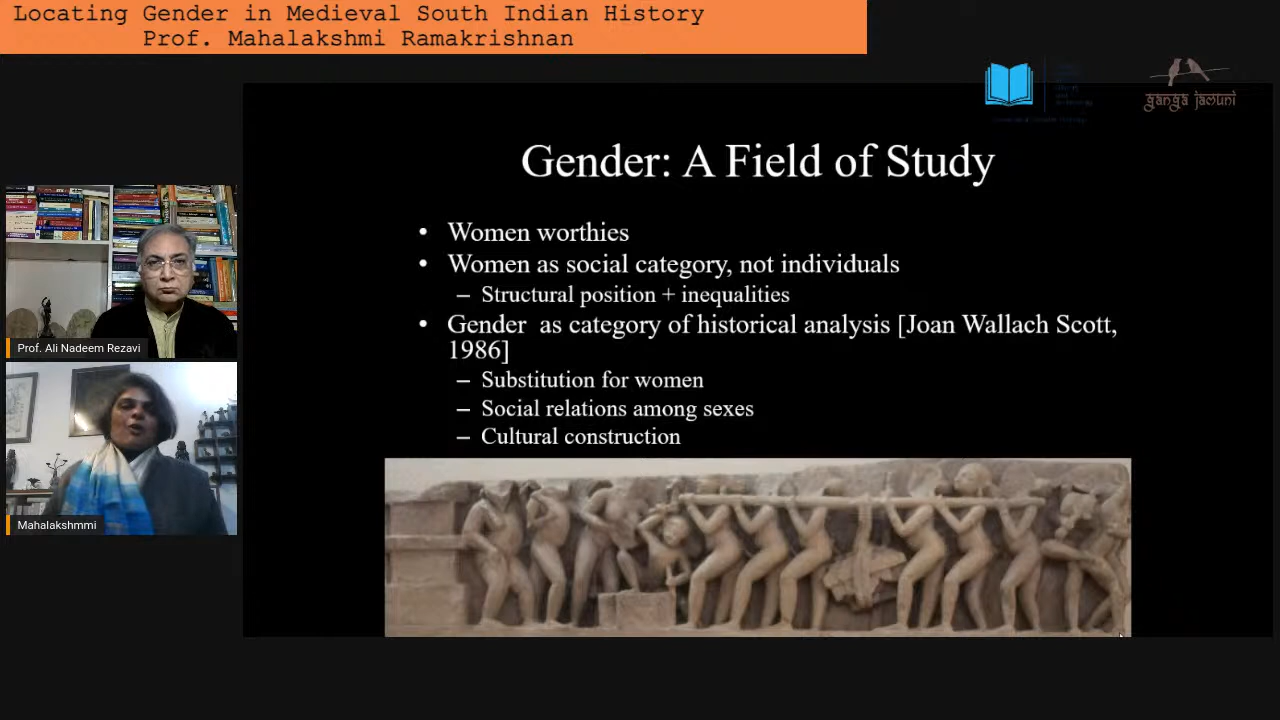 Locating Gender in Medieval South Indian History
Prof. Mahalakshmi Ramakrishnan
ganga jamuni
Gender: A Field of Study
• Women worthies
• Women as social category, not individuals
– Structural position + inequalities
• Gender as category of historical analysis [Joan Wallach Scott,
1986]
– Substitution for women
– Social relations among sexes
– Cultural construction
Prof. Ali Nadeem Rezavi
Mahalakshmmi